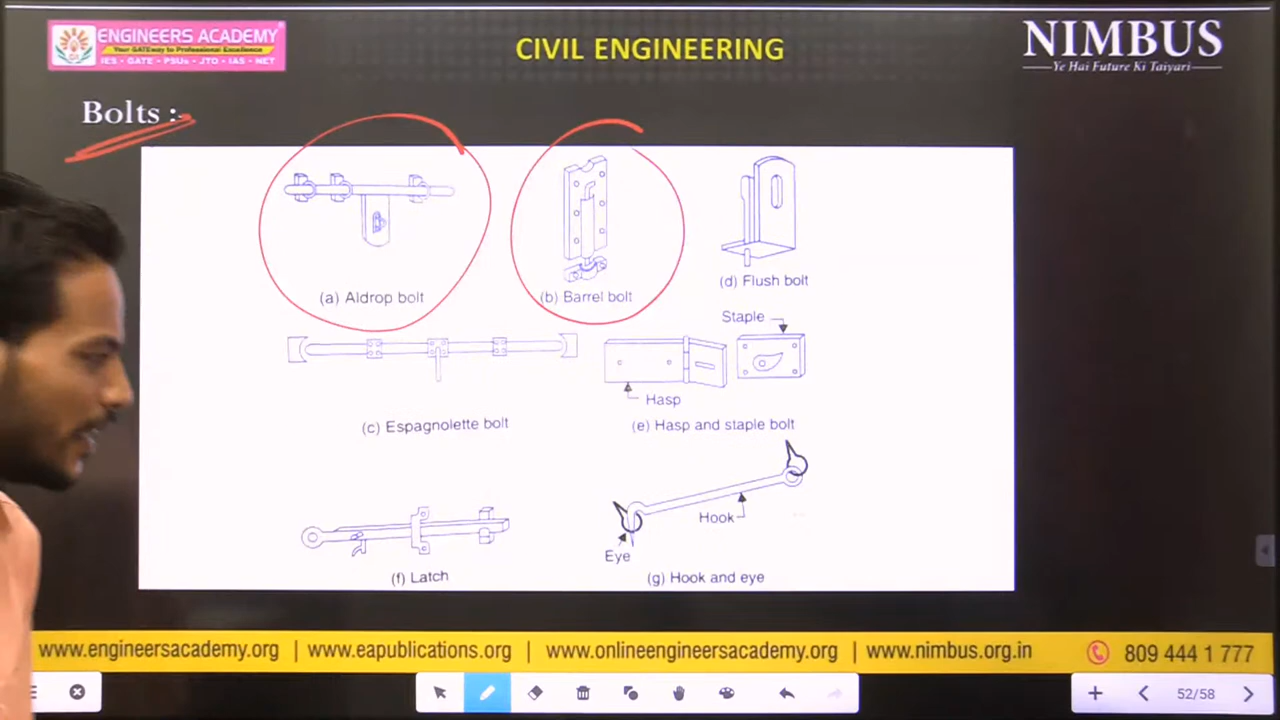 ENGINEERS ACADEMY
Your GATEway to Professional Excellence
IES • GATE • PSUs • JTO • IAS • NET
CIVIL ENGINEERING
NIMBUS
Ye Hai Future Ki Taiyari
Bolts :-
(a) Aldrop bolt
(b) Barrel bolt
(d) Flush bolt
Staple
Hasp
(c) Espagnolette bolt
(e) Hasp and staple bolt
Hook
Eye
(f) Latch
(g) Hook and eye
www.engineersacademy.org | www.eapublications.org | www.onlineengineersacademy.org | www.nimbus.org.in 809 444 1 777
52/58